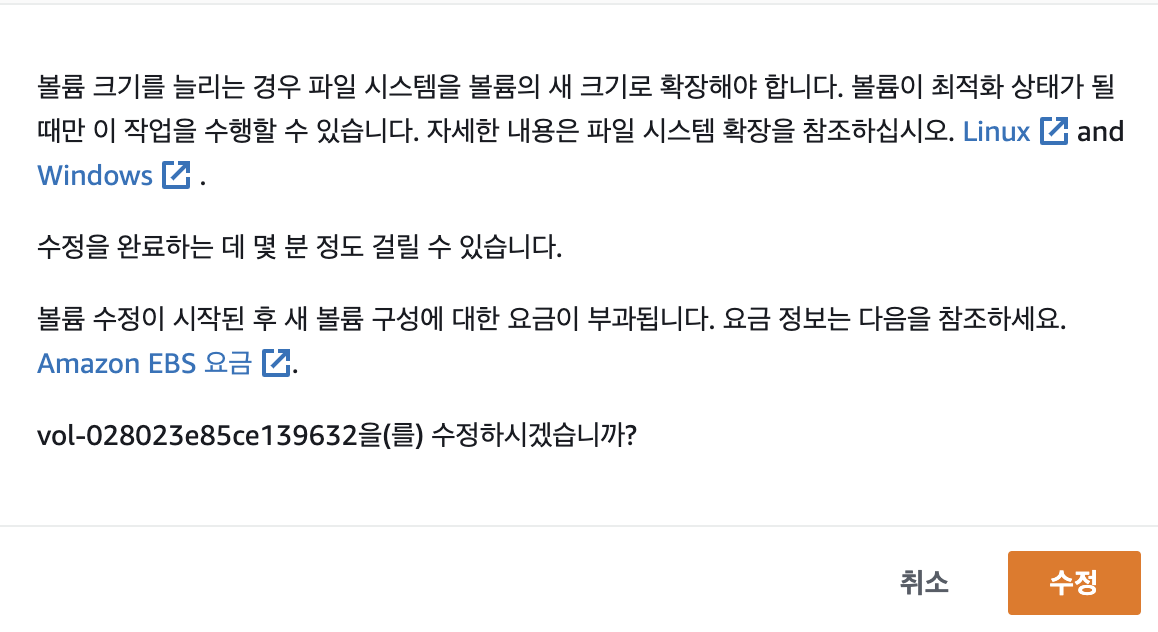 볼륨 크기를 늘리는 경우 파일 시스템을 볼륨의 새 크기로 확장해야 합니다. 볼륨이 최적화 상태가 될
때만 이 작업을 수행할 수 있습니다. 자세한 내용은 파일 시스템 확장을 참조하십시오. Linux and
Windows .
수정을 완료하는 데 몇 분 정도 걸릴 수 있습니다.
볼륨 수정이 시작된 후 새 볼륨 구성에 대한 요금이 부과됩니다. 요금 정보는 다음을 참조하세요.
Amazon EBS 요금 .
vol-028023e85ce139632을(를) 수정하시겠습니까?
취소 수정